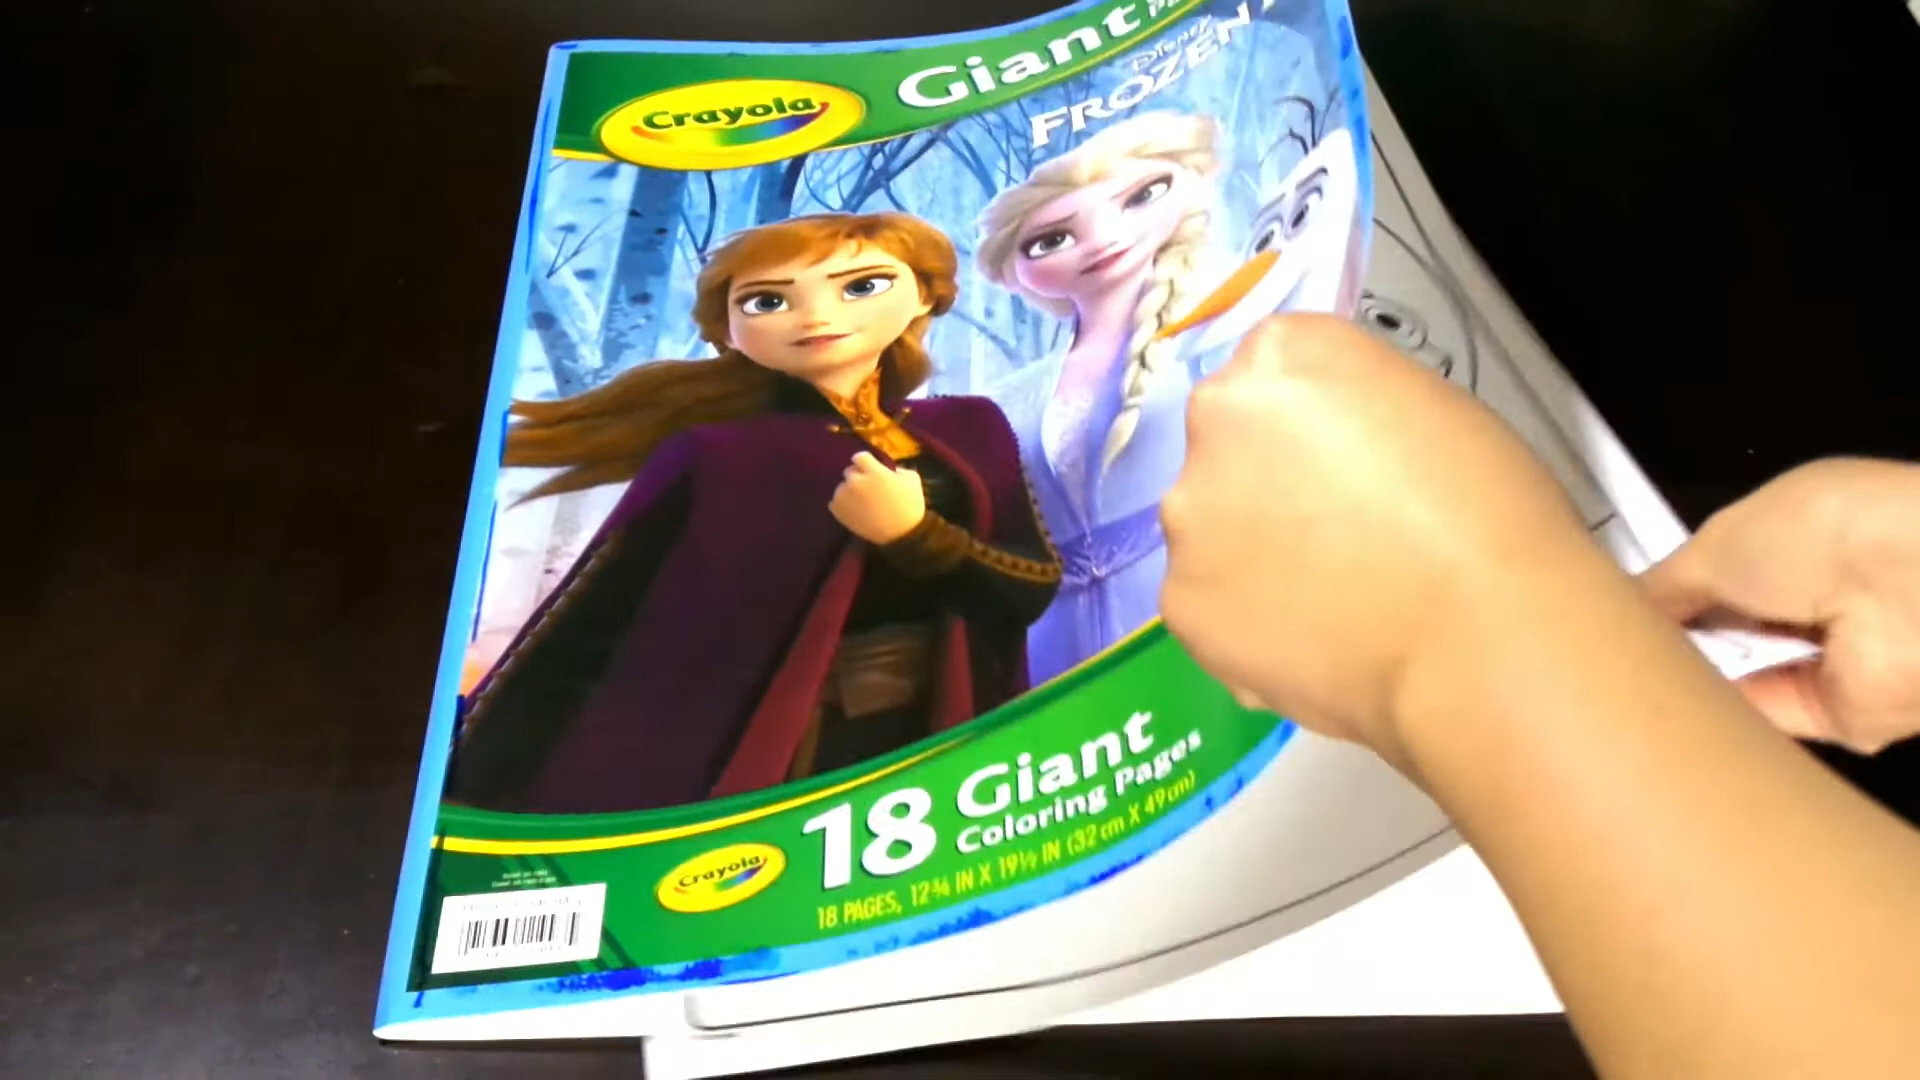 Crayola
Giant
DISNEY
FROZEN
18 Giant
Coloring Pages
Crayola
18 PAGES, 12¾ IN X 19½ IN (32 cm X 49 cm)